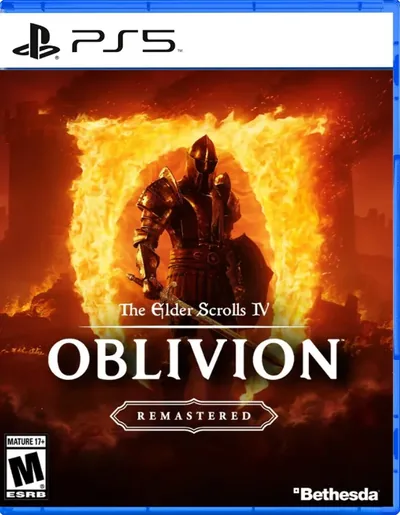 PS5
The Elder Scrolls IV
OBLIVION
REMASTERED
MATURE 17+
M
ESRB
Bethesda